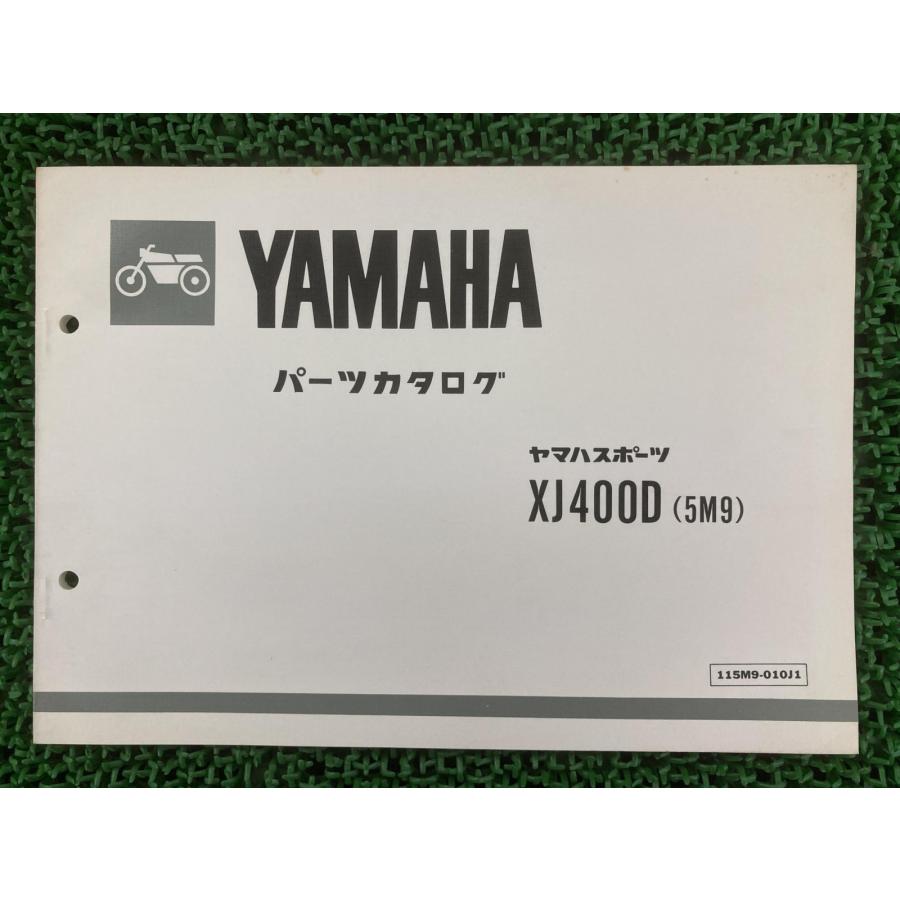 YAMAHA
パーツカタログ
ヤマハスポーツ
XJ400D (5M9)
115M9-010J1